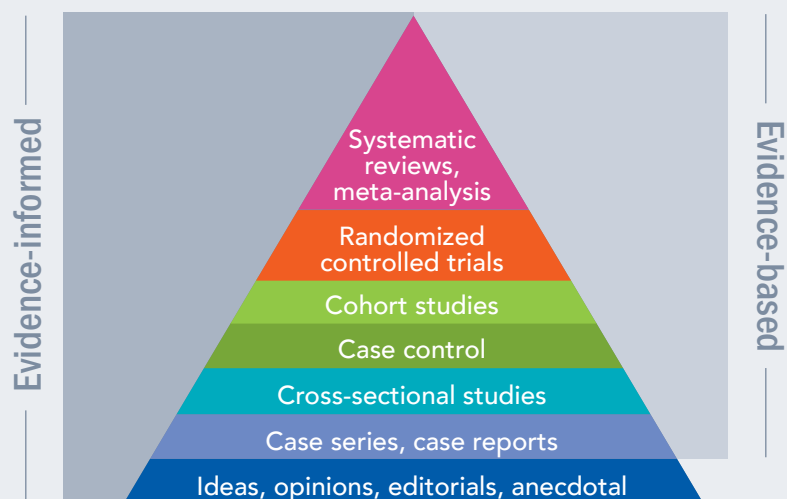 Evidence-informed
Systematic
reviews,
meta-analysis
Randomized
controlled trials
Cohort studies
Case control
Cross-sectional studies
Case series, case reports
Ideas, opinions, editorials, anecdotal
Evidence-based